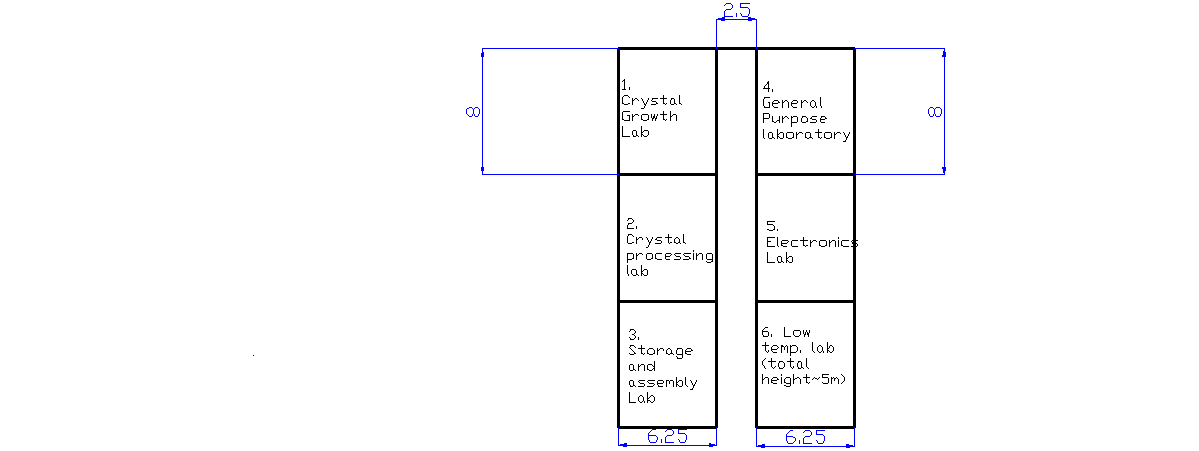 2.5
1.
Crystal
Growth
Lab
4.
General
Purpose
laboratory
8
8
2.
Crystal
processing
lab
5.
Electronics
Lab
3.
Storage
and
assembly
Lab
6. Low
temp. lab
(total
height~5m)
6.25
6.25